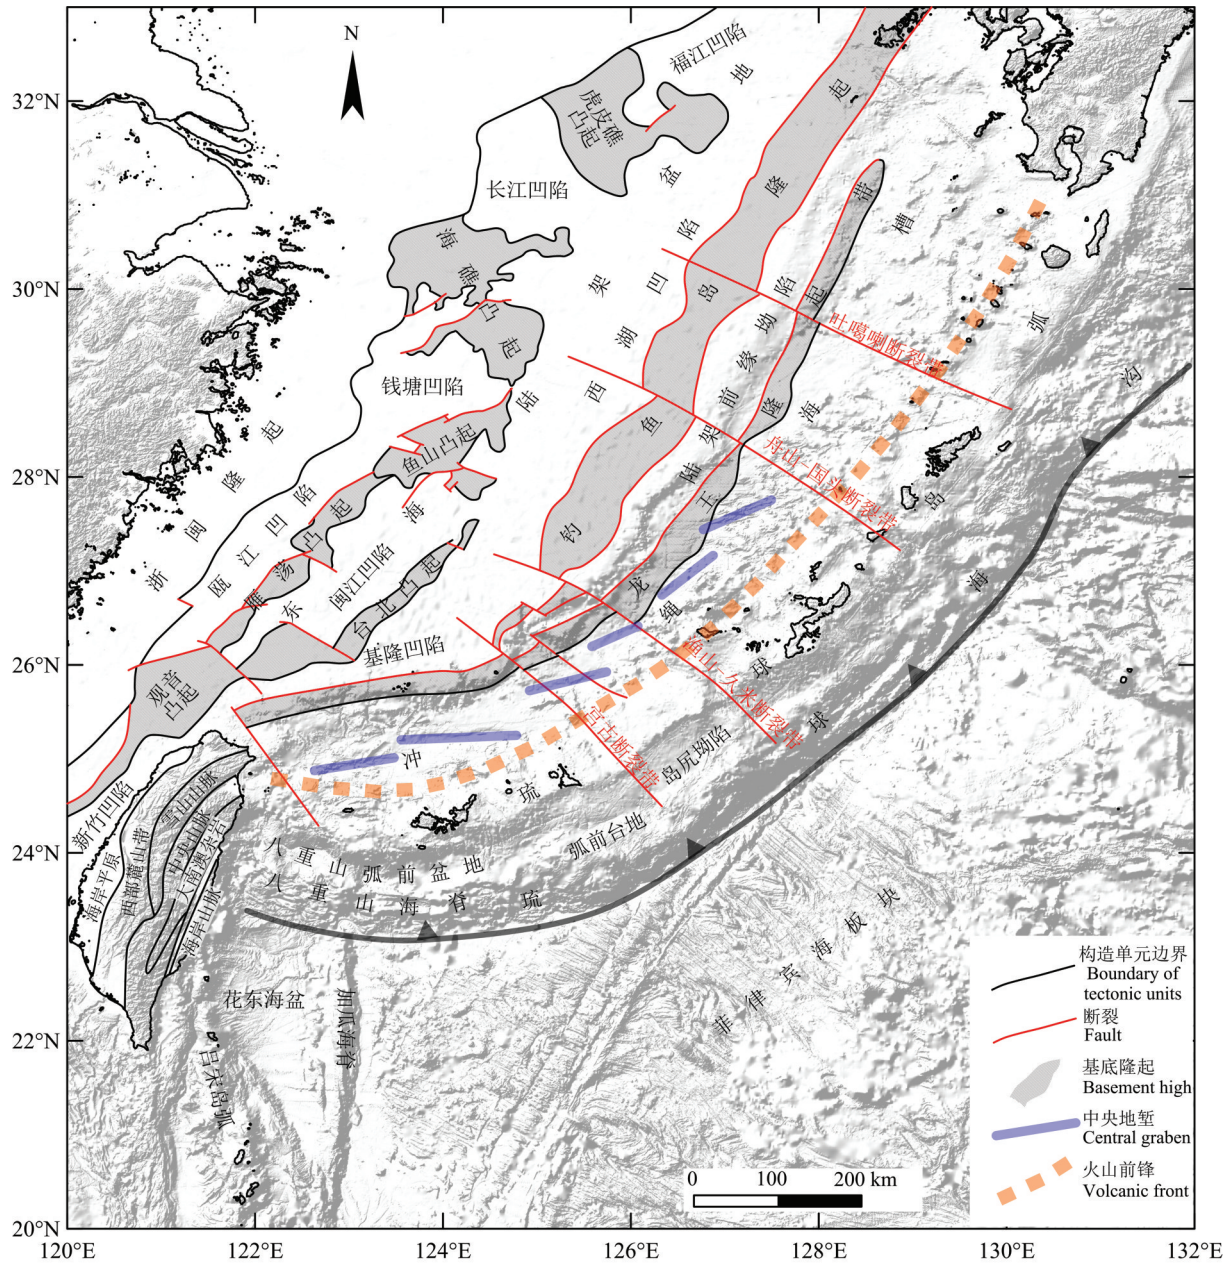 N
32°N
30°N
28°N
26°N
24°N
22°N
20°N
120°E
122°E
124°E
126°E
128°E
130°E
132°E
福江凹陷
虎皮礁
凸起
长江凹陷
海礁凸起
钱塘凹陷
鱼山凸起
浙闽隆起
瓯江凹陷
雁荡凸起
闽江凹陷
台北凸起
基隆凹陷
观音
凸起
新竹凹陷
东海陆架盆地
西湖凹陷
钓鱼岛隆起
陆架前缘坳陷
龙王隆起带
冲绳海槽
吐噶喇断裂带
舟山-国头断裂带
渔山-久米断裂带
宫古断裂带
琉球岛弧
岛尻坳陷
弧前台地
八重山弧前盆地
八重山海脊
琉球海沟
菲律宾海板块
海岸平原
西部麓山带
雪山山脉
中央山脉
大南澳杂岩
海岸山脉
花东海盆
加瓜海脊
吕宋岛弧
构造单元边界
Boundary of
tectonic units
断裂
Fault
基底隆起
Basement high
中央地堑
Central graben
火山前锋
Volcanic front
0 100 200 km